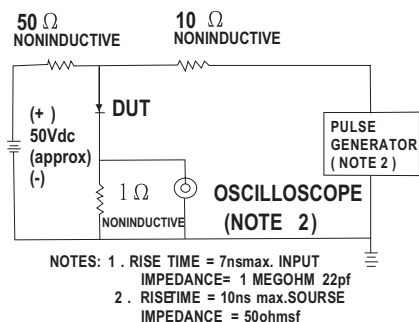 50 Ω
NONINDUCTIVE
10 Ω
NONINDUCTIVE
(+)
50Vdc
(approx)
(-)
DUT
PULSE
GENERATOR
( NOTE 2 )
1 Ω
NONINDUCTIVE
OSCILLOSCOPE
(NOTE 2)
NOTES: 1 . RISE TIME = 7nsmax. INPUT
IMPEDANCE= 1 MEGOHM 22pf
2 . RISETIME = 10ns max.SOURSE
IMPEDANCE = 50ohmsf